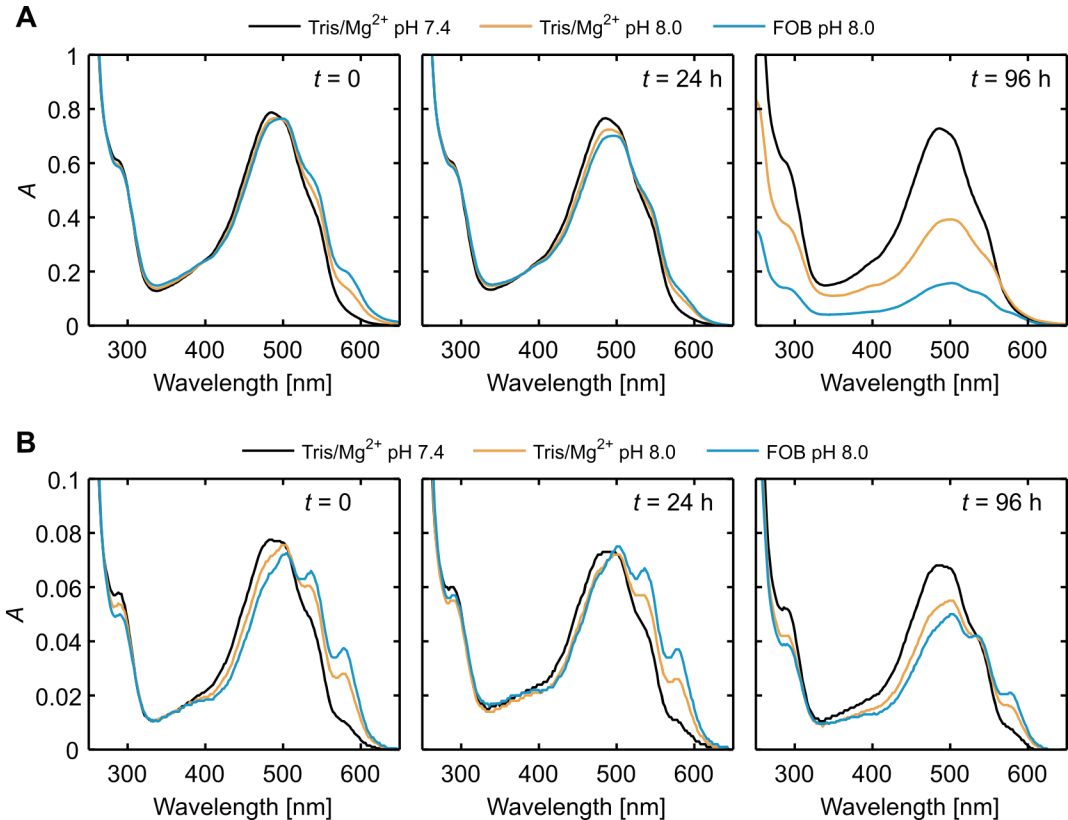 A
Tris/Mg²⁺ pH 7.4 Tris/Mg²⁺ pH 8.0 FOB pH 8.0
t = 0 t = 24 h t = 96 h
1
0.8
0.6
0.4
0.2
0
A
300 400 500 600 300 400 500 600 300 400 500 600
Wavelength [nm] Wavelength [nm] Wavelength [nm]
B
Tris/Mg²⁺ pH 7.4 Tris/Mg²⁺ pH 8.0 FOB pH 8.0
t = 0 t = 24 h t = 96 h
0.1
0.08
0.06
0.04
0.02
0
A
300 400 500 600 300 400 500 600 300 400 500 600
Wavelength [nm] Wavelength [nm] Wavelength [nm]